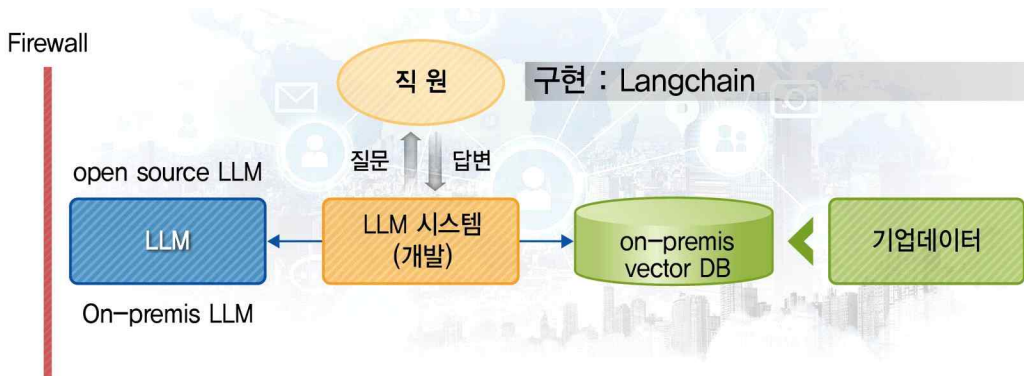 Firewall
직 원
구현 : Langchain
질문
답변
open source LLM
LLM
LLM 시스템
(개발)
on-premis
vector DB
기업데이터
On-premis LLM